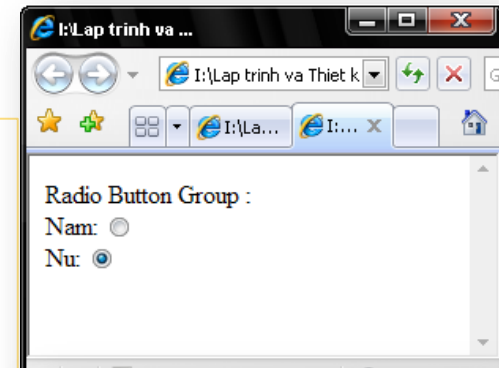 I:\Lap trinh va ...
I:\Lap trinh va Thiet k
G
I:\La...
I:...
Radio Button Group :
Nam:
Nu: